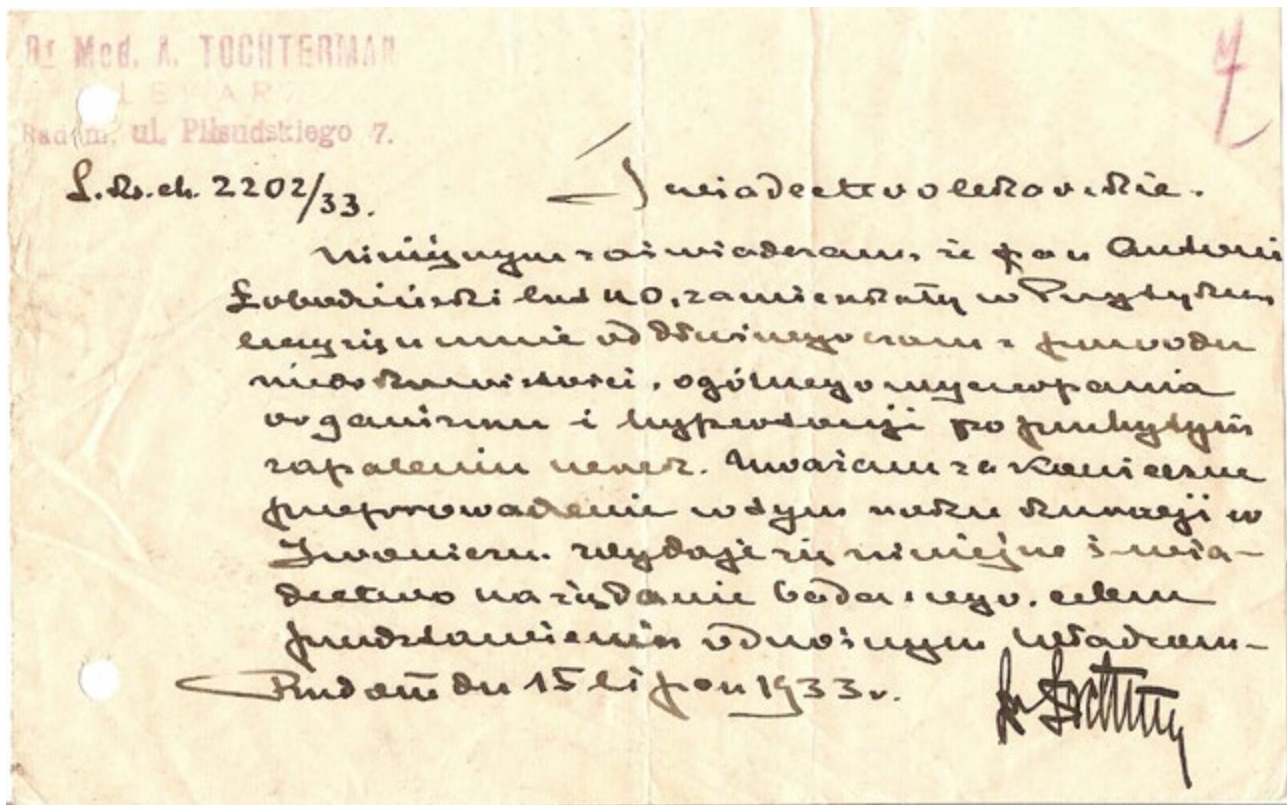 Dr Med. A. TOCHTERMAN
LEKARZ
Radom, ul. Piłsudskiego 7.
L.ks.ch. 2202/33.
Świadectwo lekarskie.
Niniejszym zaświadczam, że pan Antoni
lat 40, zamieszkały w Przytyku
leczy się u mnie od dłuższego czasu z powodu
niedokrwistości, ogólnego wyczerpania
organizmu i hypertonji po przebytym
zapaleniu nerek. Uważam za konieczne
przeprowadzenie w tym roku kuracji w
Iwoniczu. Wydaje się niniejsze świa-
dectwo na żądanie badanego, celem
przedstawienia odnośnym władzom-
Radom dn 15 lipca 1933 r.